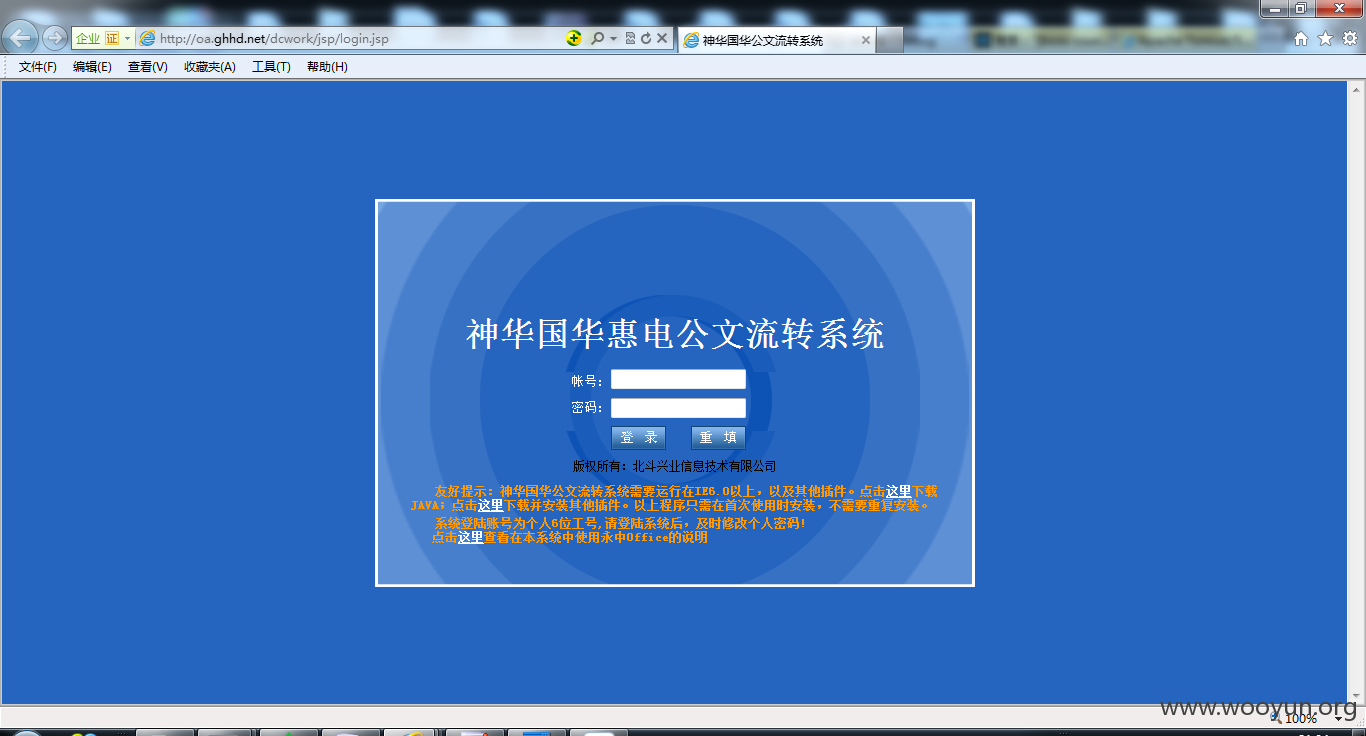 企业 证 http://oa.ghhd.net/dcwork/jsp/login.jsp 神华国华公文流转系统
文件(F) 编辑(E) 查看(V) 收藏夹(A) 工具(T) 帮助(H)
神华国华惠电公文流转系统
帐号:
密码:
登 录 重 填
版权所有：北斗兴业信息技术有限公司
友好提示：神华国华公文流转系统需要运行在IE6.0以上，以及其他插件。点击这里下载
JAVA；点击这里下载并安装其他插件。以上程序只需在首次使用时安装，不需要重复安装。
系统登陆账号为个人6位工号,请登陆系统后，及时修改个人密码!
点击这里查看在本系统中使用永中Office的说明
www.wooyun.org
100%